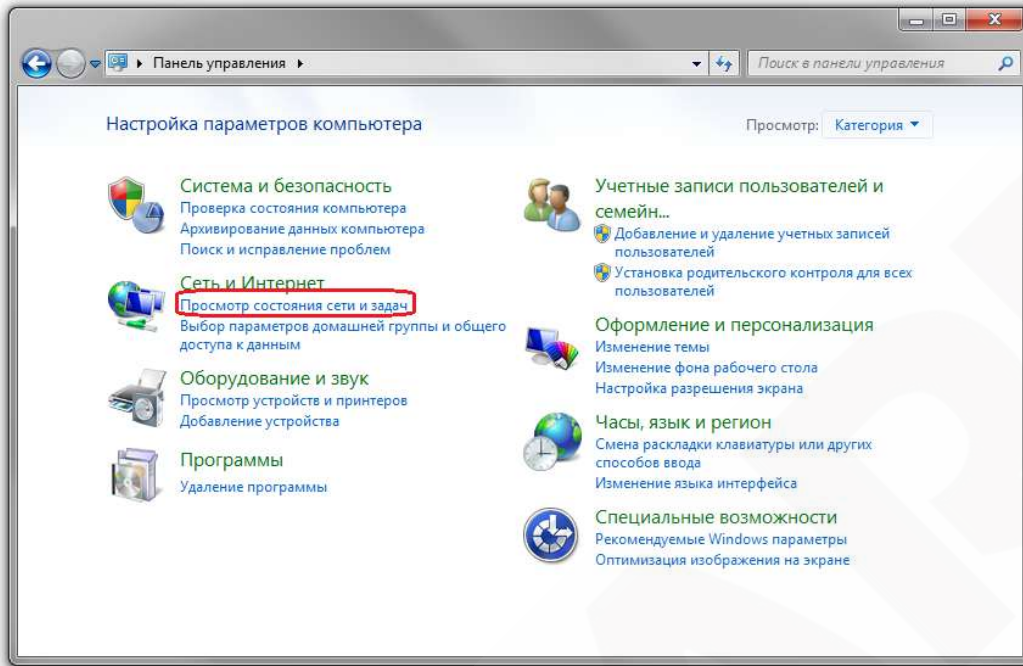 Панель управления
Поиск в панели управления
Настройка параметров компьютера
Просмотр: Категория
Система и безопасность
Проверка состояния компьютера
Архивирование данных компьютера
Поиск и исправление проблем
Сеть и Интернет
Просмотр состояния сети и задач
Выбор параметров домашней группы и общего
доступа к данным
Оборудование и звук
Просмотр устройств и принтеров
Добавление устройства
Программы
Удаление программы
Учетные записи пользователей и
семейн...
Добавление и удаление учетных записей
пользователей
Установка родительского контроля для всех
пользователей
Оформление и персонализация
Изменение темы
Изменение фона рабочего стола
Настройка разрешения экрана
Часы, язык и регион
Смена раскладки клавиатуры или других
способов ввода
Изменение языка интерфейса
Специальные возможности
Рекомендуемые Windows параметры
Оптимизация изображения на экране